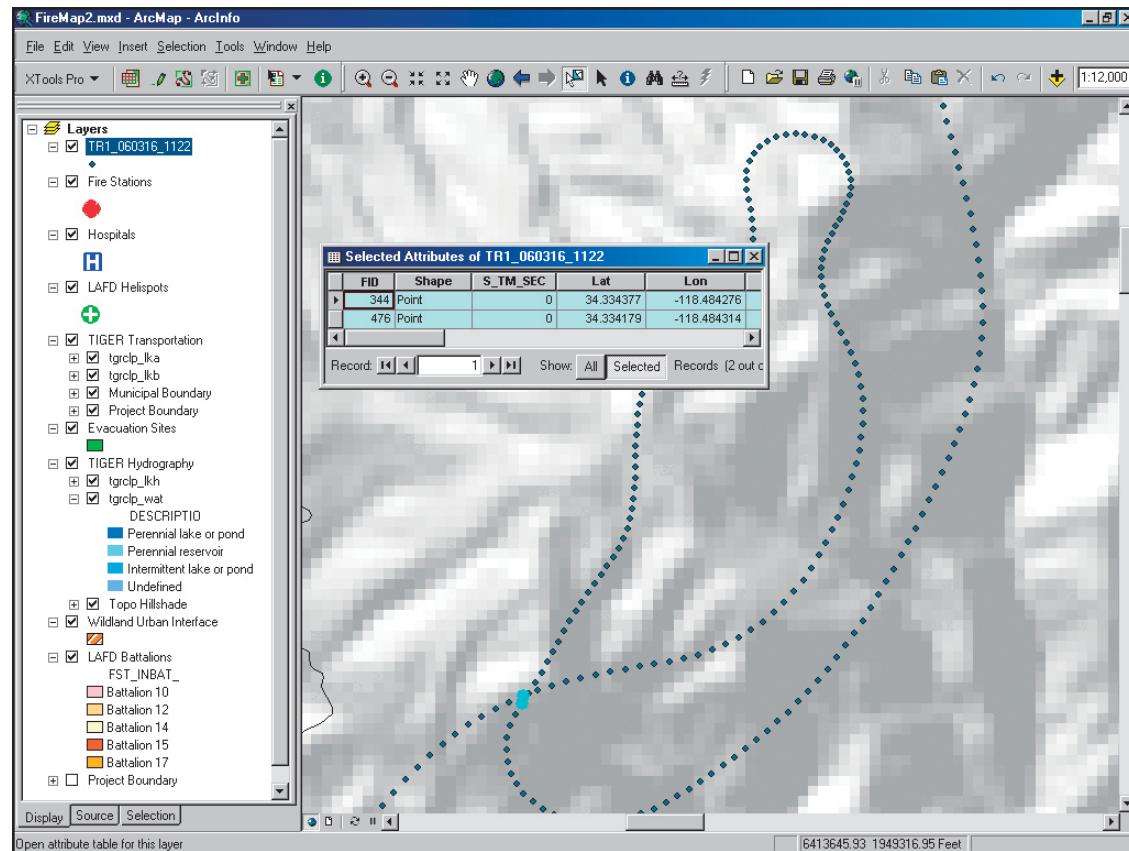 FireMap2.mxd - ArcMap - ArcInfo
File Edit View Insert Selection Tools Window Help
XTools Pro
1:12,000
Layers
TR1_060316_1122
Fire Stations
Hospitals
H
LAFD Helispots
TIGER Transportation
tgrclp_lka
tgrclp_lkb
Municipal Boundary
Project Boundary
Evacuation Sites
TIGER Hydrography
tgrclp_lkh
tgrclp_wat
DESCRIPTIO
Perennial lake or pond
Perennial reservoir
Intermittent lake or pond
Undefined
Topo Hillshade
Wildland Urban Interface
LAFD Battalions
FST_INBAT_
Battalion 10
Battalion 12
Battalion 14
Battalion 15
Battalion 17
Project Boundary
Display Source Selection
Selected Attributes of TR1_060316_1122
FID Shape S_TM_SEC Lat Lon
344 Point 0 34.334377 -118.484276
476 Point 0 34.334179 -118.484314
Record: 1 Show: All Selected Records (2 out o
Open attribute table for this layer
6413645.93 1949316.95 Feet